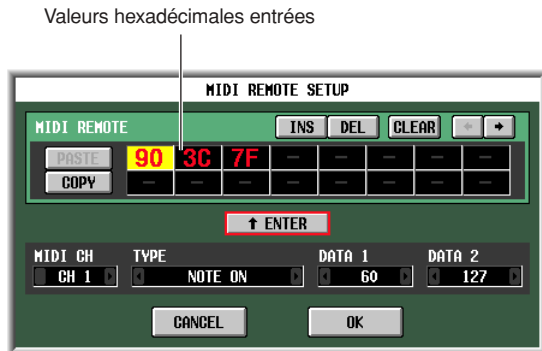 Valeurs hexadécimales entrées
MIDI REMOTE SETUP
MIDI REMOTE INS DEL CLEAR ← →
PASTE 90 3C 7F – – – – –
COPY – – – – – – – –
↑ ENTER
MIDI CH TYPE DATA 1 DATA 2
CH 1 NOTE ON 60 127
CANCEL OK